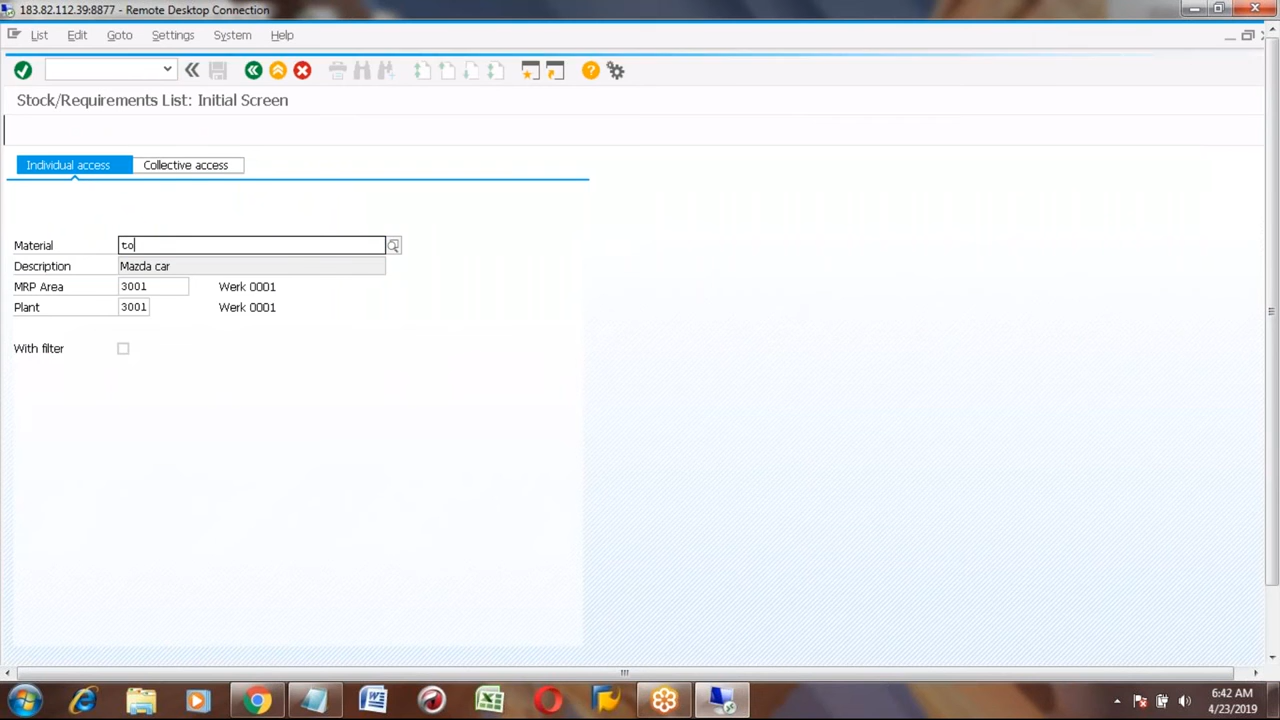 183.82.112.39:8877 - Remote Desktop Connection
List Edit Goto Settings System Help
Stock/Requirements List: Initial Screen
Individual access Collective access
Material to
Description Mazda car
MRP Area 3001 Werk 0001
Plant 3001 Werk 0001
With filter
6:42 AM
4/23/2019